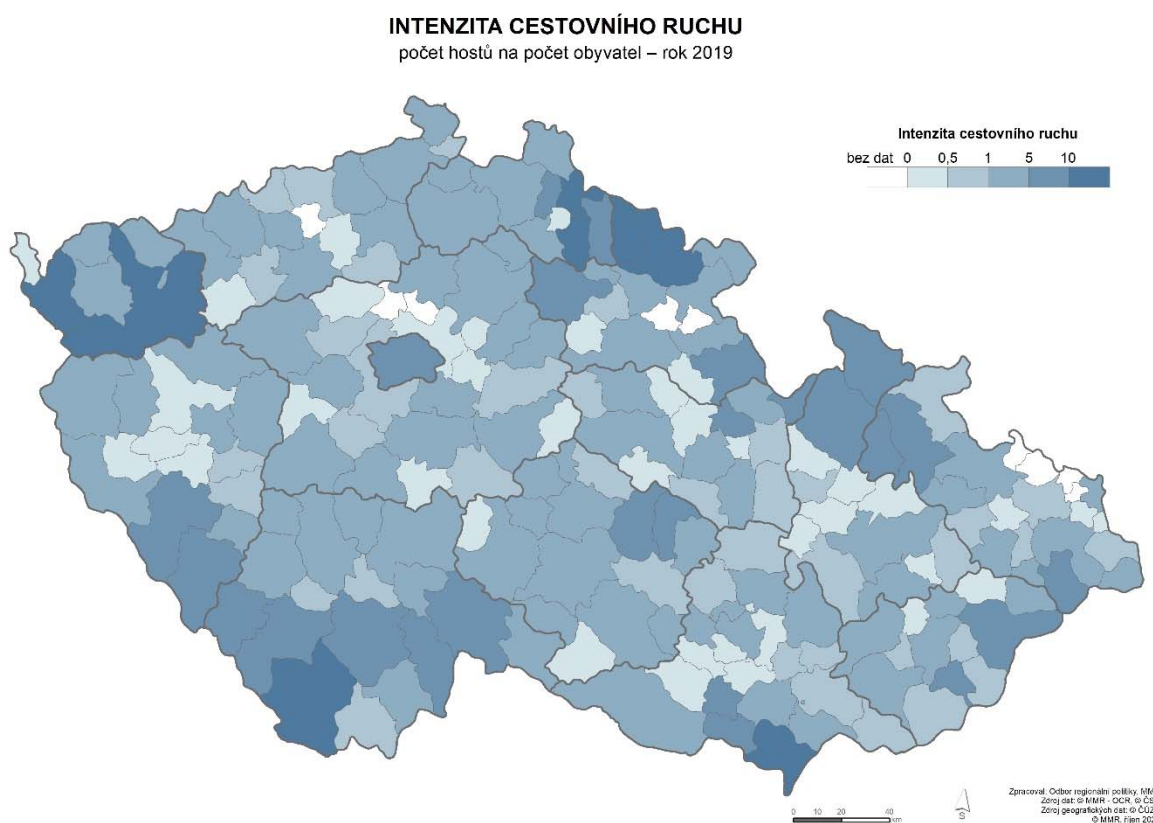 INTENZITA CESTOVNÍHO RUCHU
počet hostů na počet obyvatel – rok 2019
Intenzita cestovního ruchu
bez dat 0 0,5 1 5 10
0 10 20 40
km
S
Zpracoval: Odbor regionální politiky, MM
Zdroj dat: © MMR - OCR, © ČS
Zdroj geografických dat: © ČÚZ
© MMR, říjen 202